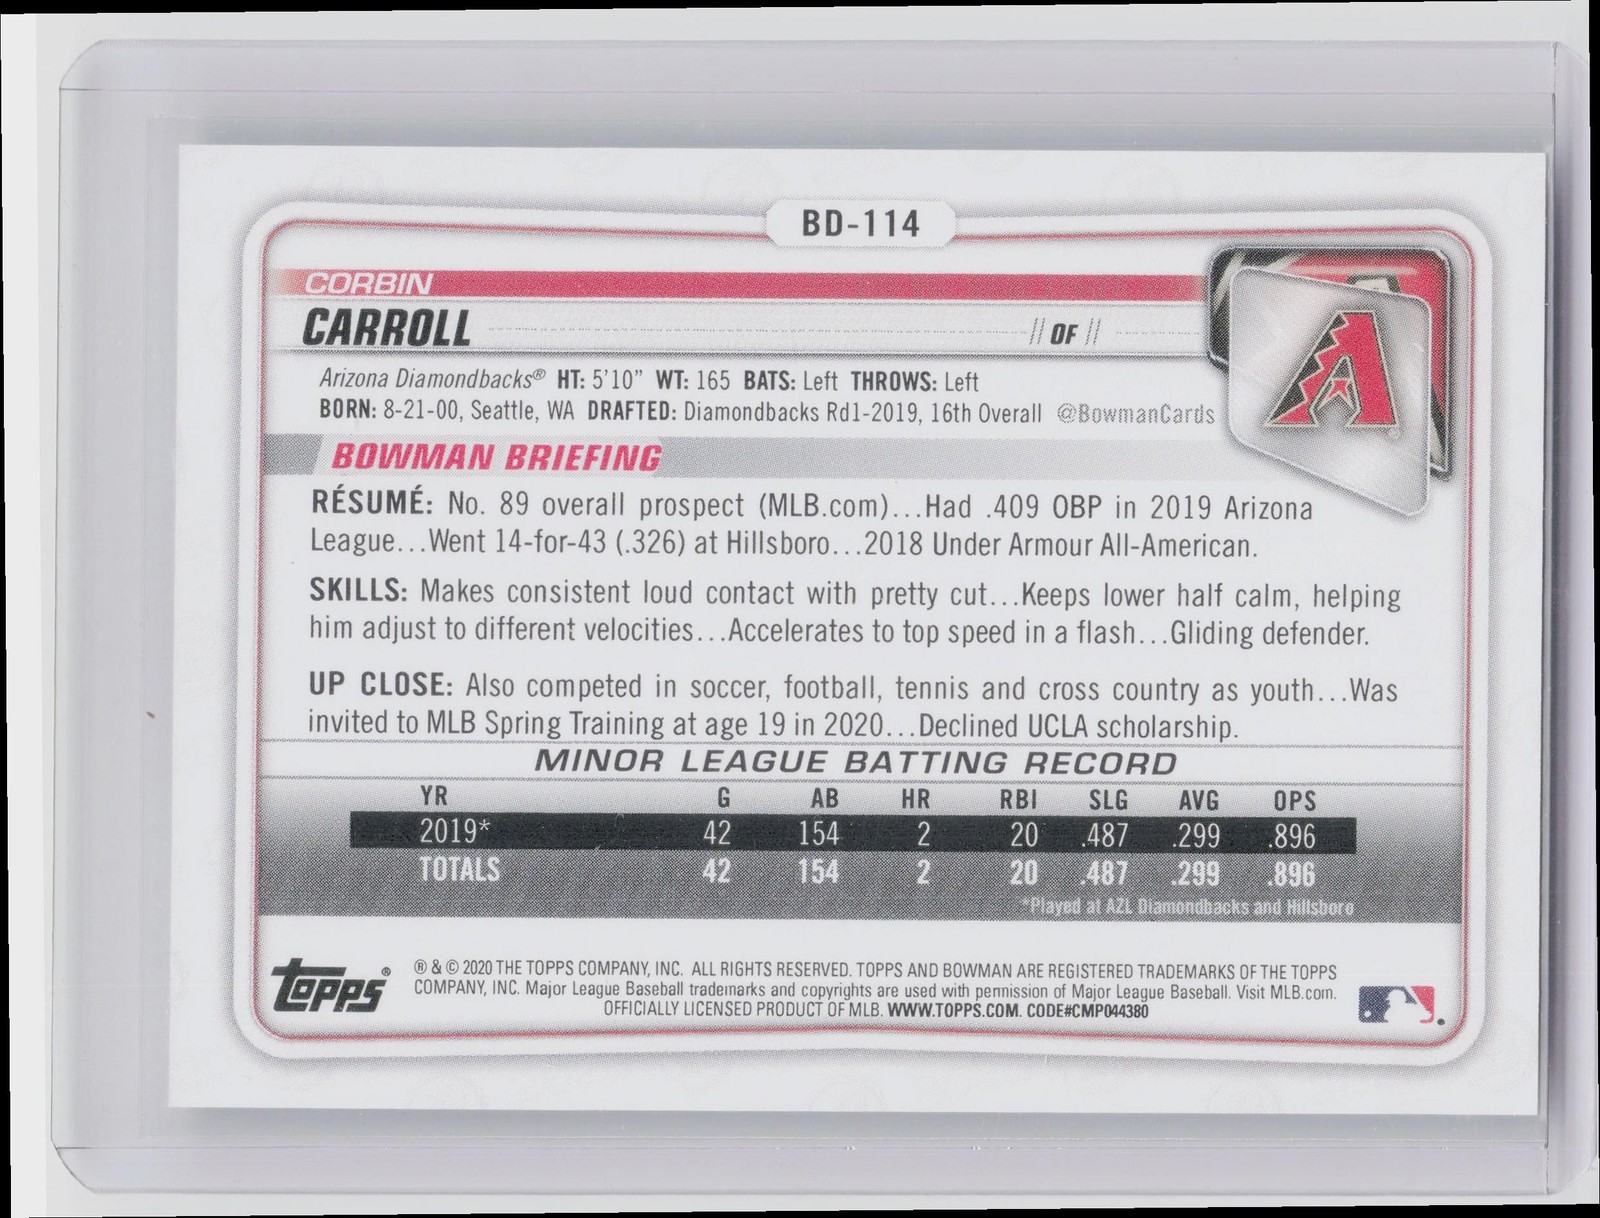 BD-114
CORBIN
CARROLL // OF //
Arizona Diamondbacks® HT: 5'10" WT: 165 BATS: Left THROWS: Left
BORN: 8-21-00, Seattle, WA DRAFTED: Diamondbacks Rd1-2019, 16th Overall @BowmanCards
A
BOWMAN BRIEFING
RÉSUMÉ: No. 89 overall prospect (MLB.com)...Had .409 OBP in 2019 Arizona
League...Went 14-for-43 (.326) at Hillsboro...2018 Under Armour All-American.
SKILLS: Makes consistent loud contact with pretty cut...Keeps lower half calm, helping
him adjust to different velocities...Accelerates to top speed in a flash...Gliding defender.
UP CLOSE: Also competed in soccer, football, tennis and cross country as youth...Was
invited to MLB Spring Training at age 19 in 2020...Declined UCLA scholarship.
MINOR LEAGUE BATTING RECORD
YR G AB HR RBI SLG AVG OPS
2019* 42 154 2 20 .487 .299 .896
TOTALS 42 154 2 20 .487 .299 .896
*Played at AZL Diamondbacks and Hillsboro
Topps®
® & © 2020 THE TOPPS COMPANY, INC. ALL RIGHTS RESERVED. TOPPS AND BOWMAN ARE REGISTERED TRADEMARKS OF THE TOPPS
COMPANY, INC. Major League Baseball trademarks and copyrights are used with permission of Major League Baseball. Visit MLB.com.
OFFICIALLY LICENSED PRODUCT OF MLB. WWW.TOPPS.COM. CODE#CMP044380